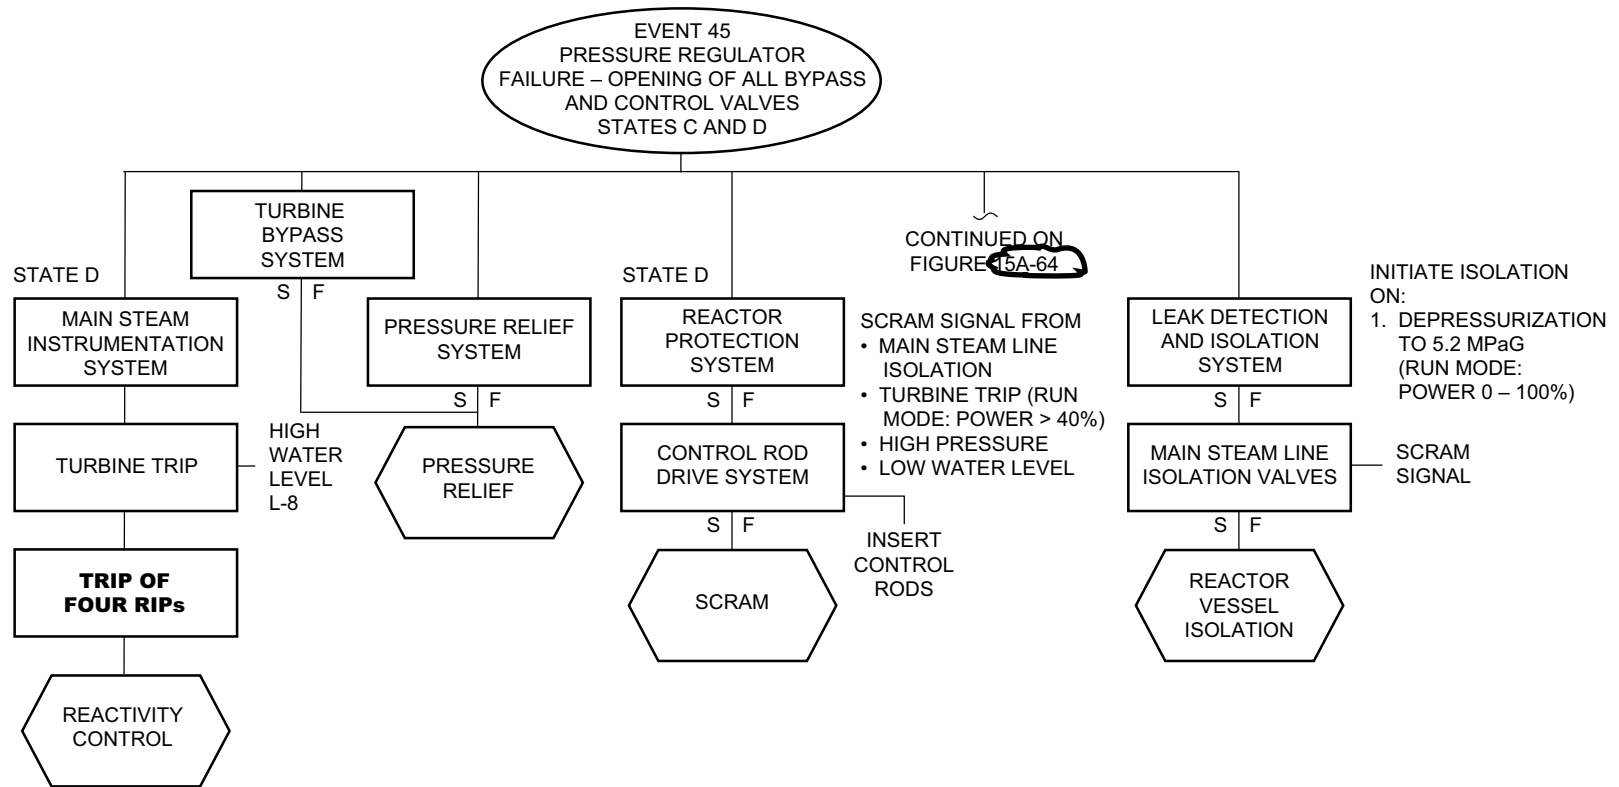 EVENT 45
PRESSURE REGULATOR
FAILURE – OPENING OF ALL BYPASS
AND CONTROL VALVES
STATES C AND D
TURBINE
BYPASS
SYSTEM
S F
STATE D
MAIN STEAM
INSTRUMENTATION
SYSTEM
TURBINE TRIP
HIGH
WATER
LEVEL
L-8
TRIP OF
FOUR RIPs
REACTIVITY
CONTROL
PRESSURE RELIEF
SYSTEM
S F
PRESSURE
RELIEF
STATE D
REACTOR
PROTECTION
SYSTEM
S F
CONTROL ROD
DRIVE SYSTEM
S F
SCRAM
INSERT
CONTROL
RODS
CONTINUED ON
FIGURE 15A-64
SCRAM SIGNAL FROM
• MAIN STEAM LINE
ISOLATION
• TURBINE TRIP (RUN
MODE: POWER > 40%)
• HIGH PRESSURE
• LOW WATER LEVEL
LEAK DETECTION
AND ISOLATION
SYSTEM
S F
MAIN STEAM LINE
ISOLATION VALVES
S F
REACTOR
VESSEL
ISOLATION
SCRAM
SIGNAL
INITIATE ISOLATION
ON:
1. DEPRESSURIZATION
TO 5.2 MPaG
(RUN MODE:
POWER 0 – 100%)